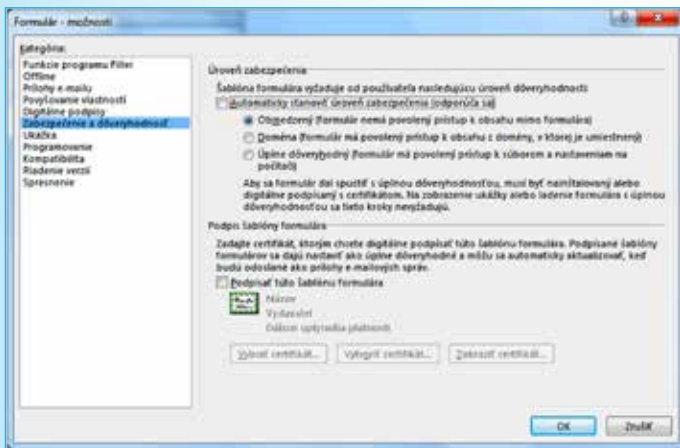 Formulár - možnosti
Kategória:
Funkcie programu Filler
Offline
Prílohy e-mailu
Povyšovanie vlastností
Digitálne podpisy
Zabezpečenie a dôveryhodnosť
Ukážka
Programovanie
Kompatibilita
Riadenie verzií
Spresnenie
Úroveň zabezpečenia
Šablóna formulára vyžaduje od používateľa nasledujúcu úroveň dôveryhodnosti
Automaticky stanoviť úroveň zabezpečenia (odporúča sa)
Obmedzený (formulár nemá povolený prístup k obsahu mimo formulára)
Doména (formulár má povolený prístup k obsahu z domény, v ktorej je umiestnený)
Úplne dôveryhodný (formulár má povolený prístup k súborom a nastaveniam na
počítači)
Aby sa formulár dal spustiť s úplnou dôveryhodnosťou, musí byť nainštalovaný alebo
digitálne podpísaný s certifikátom. Na zobrazenie ukážky alebo ladenie formulára s úplnou
dôveryhodnosťou sa tieto kroky nevyžadujú.
Podpis šablóny formulára
Zadajte certifikát, ktorým chcete digitálne podpísať túto šablónu formulára. Podpísané šablóny
formulárov sa dajú nastaviť ako úplne dôveryhodné a môžu sa automaticky aktualizovať, keď
budú odoslané ako prílohy e-mailových správ.
Podpísať túto šablónu formulára
Názov
Vydavateľ
Dátum uplynutia platnosti
Vybrať certifikát...
Vytvoriť certifikát...
Zobraziť certifikát...
OK
Zrušiť